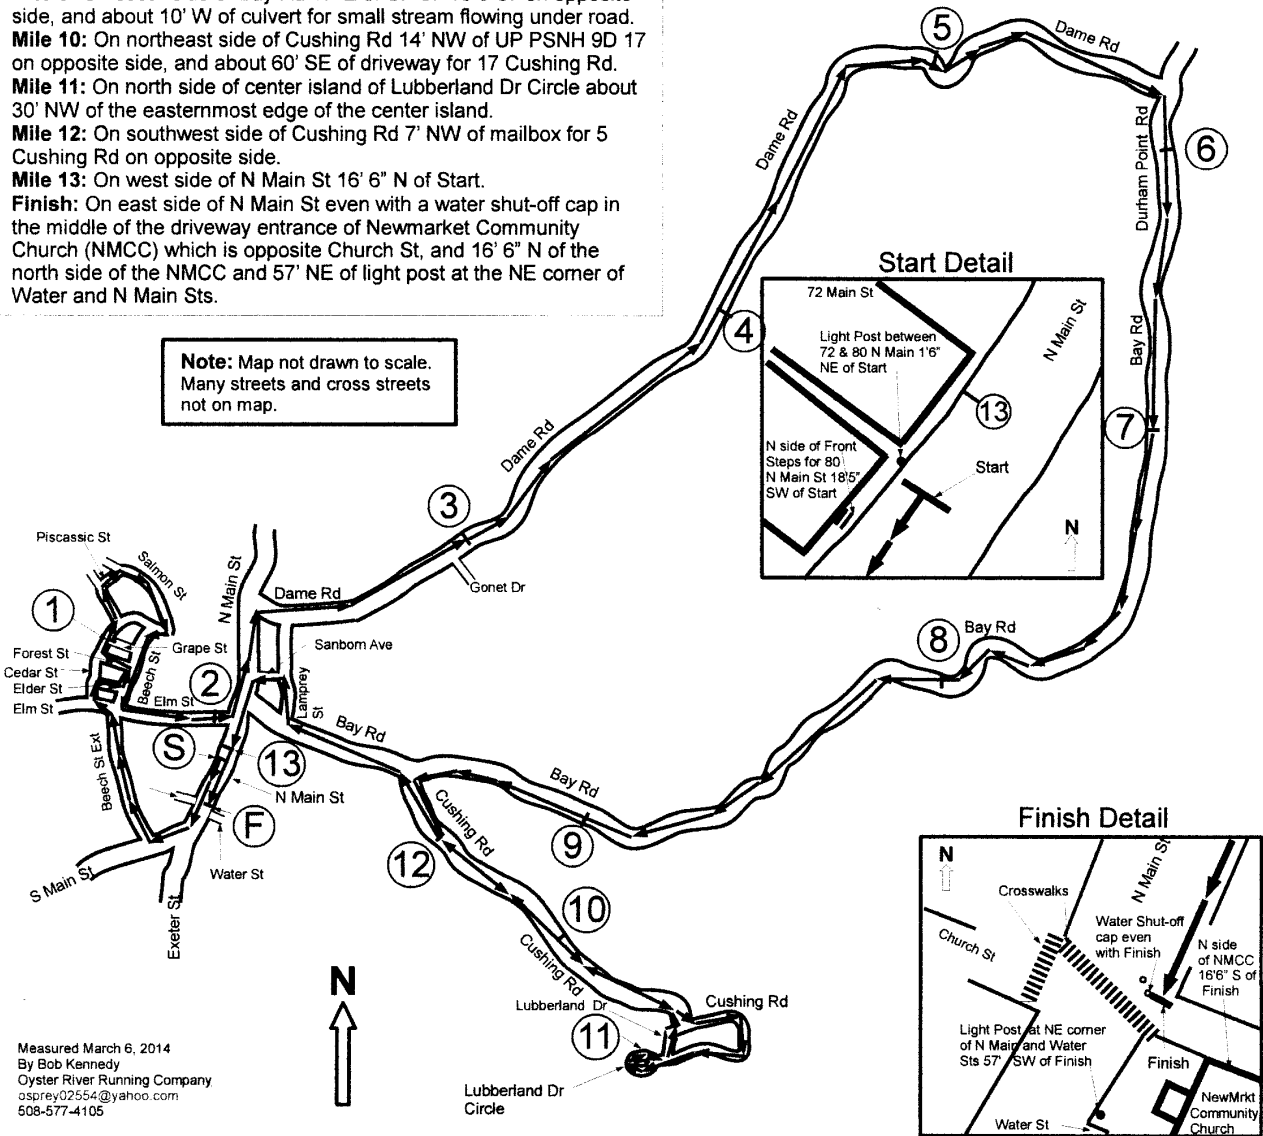 side, and about 10' W of culvert for small stream flowing under road.
Mile 10: On northeast side of Cushing Rd 14' NW of UP PSNH 9D 17
on opposite side, and about 60' SE of driveway for 17 Cushing Rd.
Mile 11: On north side of center island of Lubberland Dr Circle about
30' NW of the easternmost edge of the center island.
Mile 12: On southwest side of Cushing Rd 7' NW of mailbox for 5
Cushing Rd on opposite side.
Mile 13: On west side of N Main St 16' 6" N of Start.
Finish: On east side of N Main St even with a water shut-off cap in
the middle of the driveway entrance of Newmarket Community
Church (NMCC) which is opposite Church St, and 16' 6" N of the
north side of the NMCC and 57' NE of light post at the NE corner of
Water and N Main Sts.
Note: Map not drawn to scale.
Many streets and cross streets
not on map.
5
Dame Rd
Dame Rd
6
Durham Point Rd
4
Bay Rd
7
Start Detail
72 Main St
N Main St
Light Post between
72 & 80 N Main 1'6"
NE of Start
13
N side of Front
Steps for 80
N Main St 18'5"
SW of Start
Start
N
Dame Rd
3
Gonet Dr
Piscassic St
Salmon St
N Main St
Dame Rd
1
Grape St
Sanborn Ave
Forest St
Cedar St
Elder St
Elm St
Beech St
Elm St
2
Lamprey
St
8
Bay Rd
Bay Rd
S
13
Beech St Ext
N Main St
F
Bay Rd
9
Cushing Rd
12
Water St
S Main St
Exeter St
10
Cushing Rd
Cushing Rd
Lubberland Dr
11
Lubberland Dr
Circle
N
Finish Detail
N
Crosswalks
N Main St
Church St
Water Shut-off
cap even
with Finish
N side
of NMCC
16'6" S of
Finish
Light Post at NE corner
of N Main and Water
Sts 57' SW of Finish
Finish
NewMrkt
Community
Church
Water St
Measured March 6, 2014
By Bob Kennedy
Oyster River Running Company
osprey02554@yahoo.com
508-577-4105